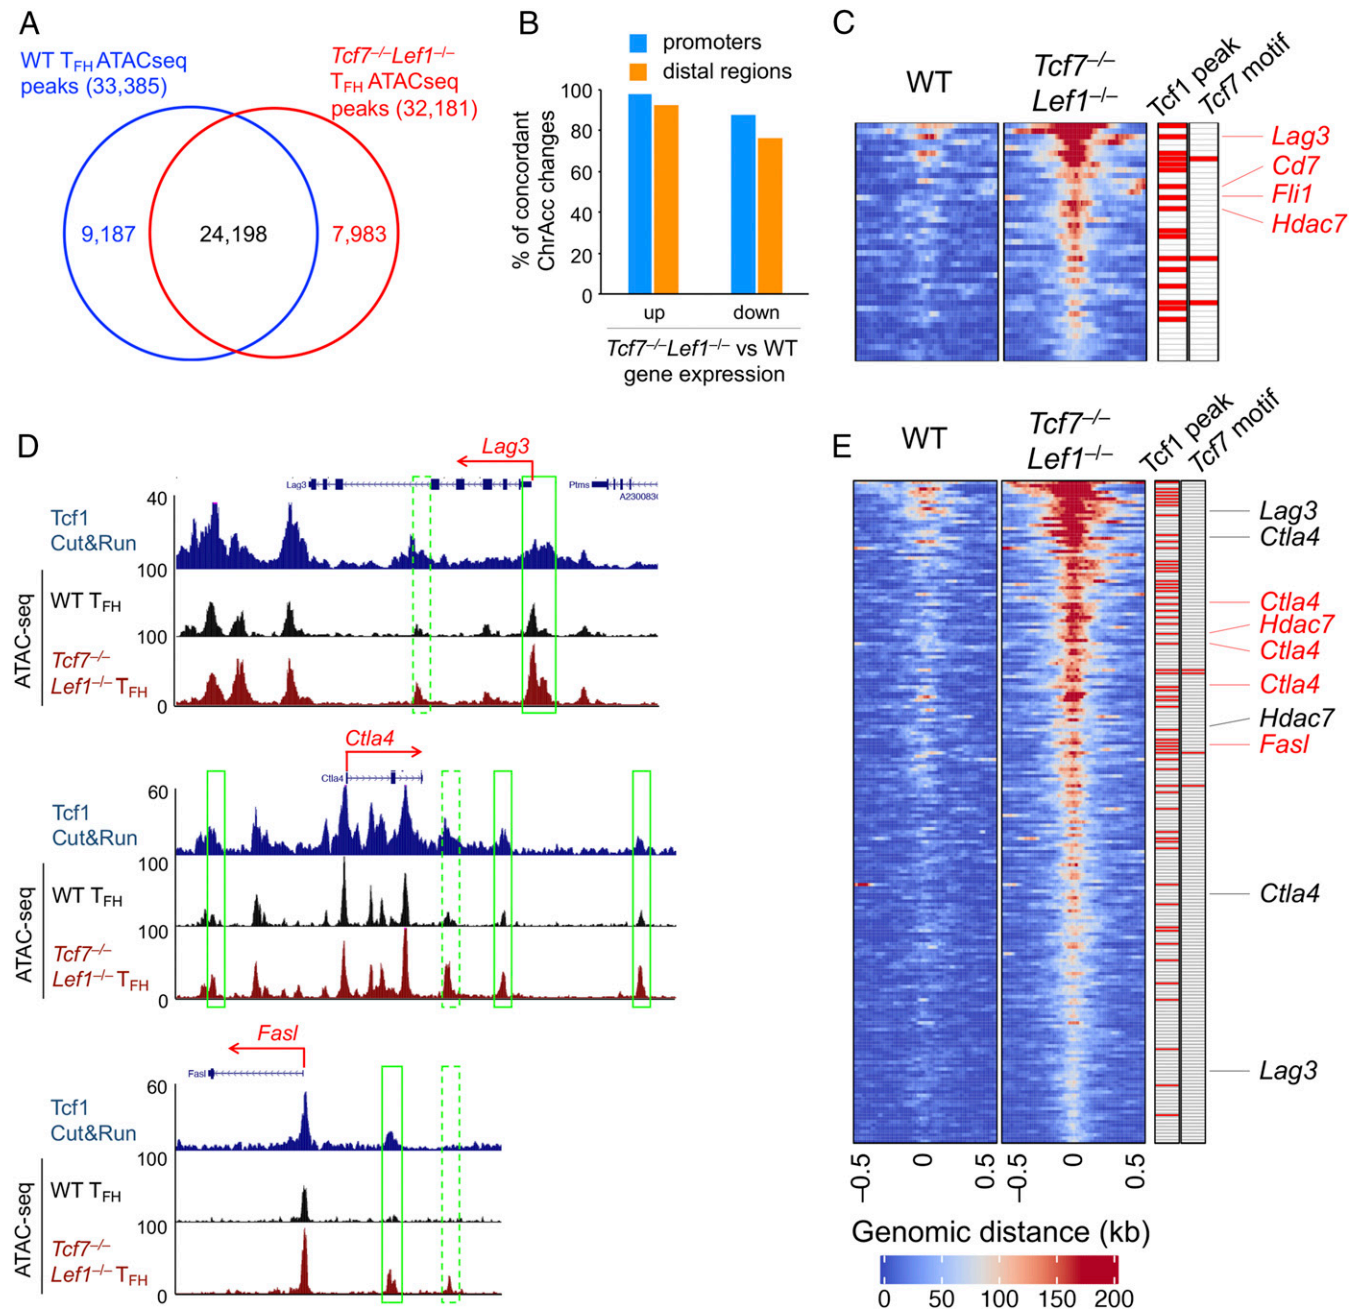 A
WT TFH ATACseq
peaks (33,385)
Tcf7–/–Lef1–/–
TFH ATACseq
peaks (32,181)
9,187
24,198
7,983
B
promoters
distal regions
% of concordant
ChrAcc changes
100
80
60
40
20
0
up
down
Tcf7–/–Lef1–/– vs WT
gene expression
C
WT
Tcf7–/–
Lef1–/–
Tcf1 peak
Tcf7 motif
Lag3
Cd7
Fli1
Hdac7
D
Lag3
Lag3
Ptms
A2300830
40
Tcf1
Cut&Run
100
ATAC-seq
WT TFH
100
Tcf7–/–
Lef1–/– TFH
0
Ctla4
Ctla4
60
Tcf1
Cut&Run
100
ATAC-seq
WT TFH
100
Tcf7–/–
Lef1–/– TFH
0
Fasl
Fasl
60
Tcf1
Cut&Run
100
ATAC-seq
WT TFH
100
Tcf7–/–
Lef1–/– TFH
0
E
WT
Tcf7–/–
Lef1–/–
Tcf1 peak
Tcf7 motif
Lag3
Ctla4
Ctla4
Hdac7
Ctla4
Ctla4
Hdac7
Fasl
Ctla4
Lag3
–0.5 0 0.5 –0.5 0 0.5
Genomic distance (kb)
0 50 100 150 200